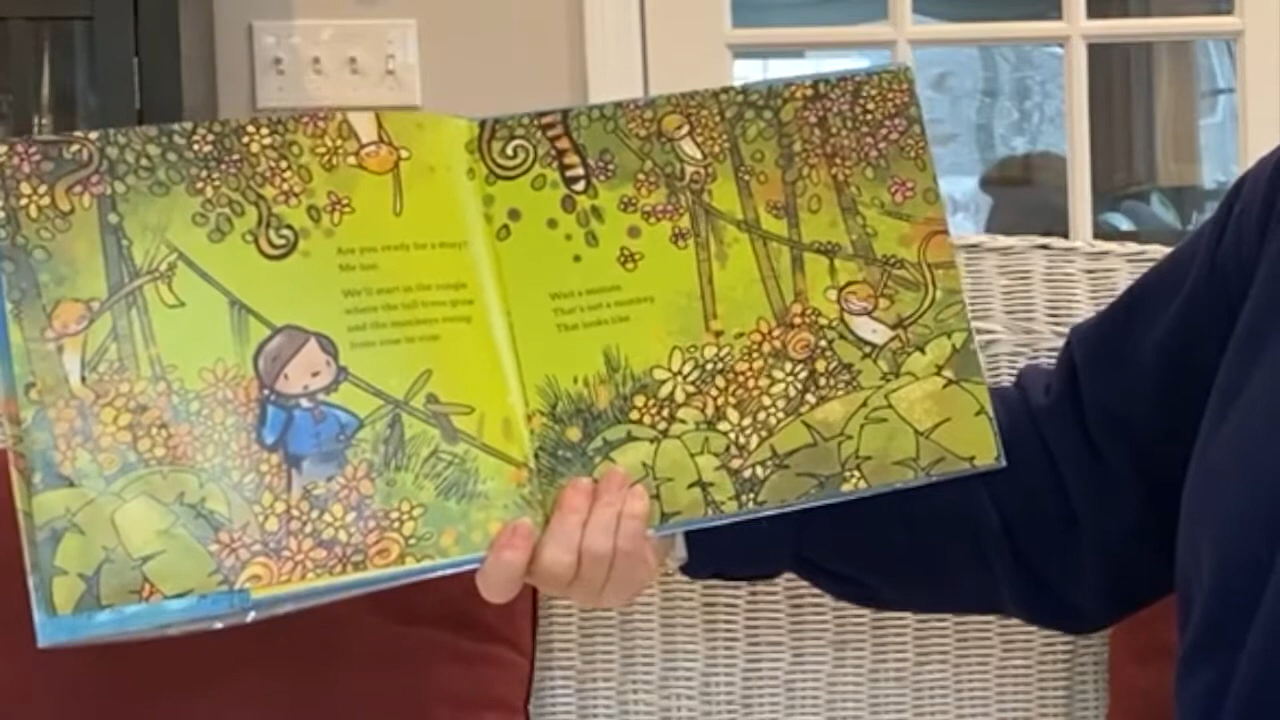 Are you ready for a story?
Me too.
We'll start in the jungle
where the tall trees grow
and the monkeys swing
from vine to vine.
Wait a minute.
That's not a monkey.
That looks like